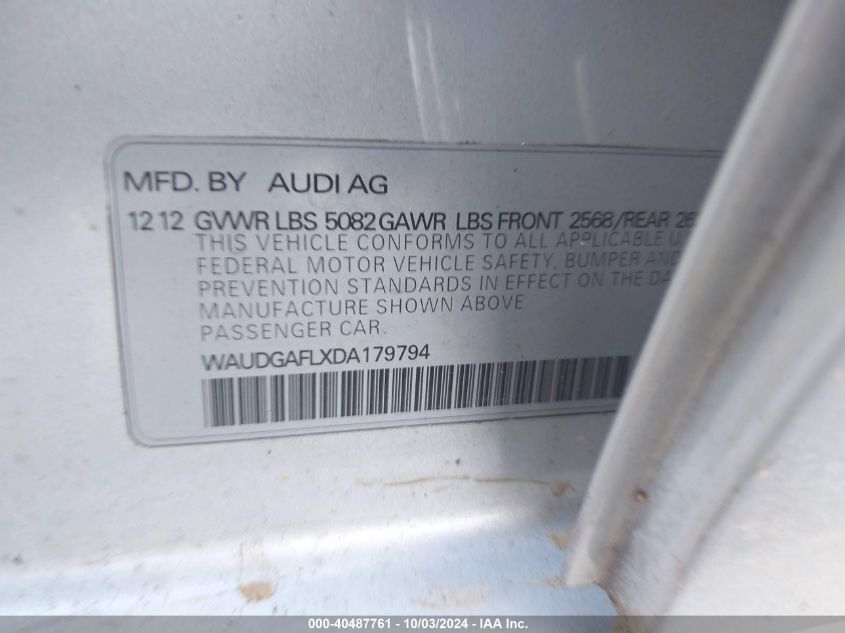 MFD. BY AUDI AG
12 12 GVWR LBS 5082 GAWR LBS FRONT 2568/REAR
THIS VEHICLE CONFORMS TO ALL APPLICABLE
FEDERAL MOTOR VEHICLE SAFETY, BUMPER AND
PREVENTION STANDARDS IN EFFECT ON THE
MANUFACTURE SHOWN ABOVE
PASSENGER CAR.
WAUDGAFLXDA179794
000-40487761 - 10/03/2024 - IAA Inc.